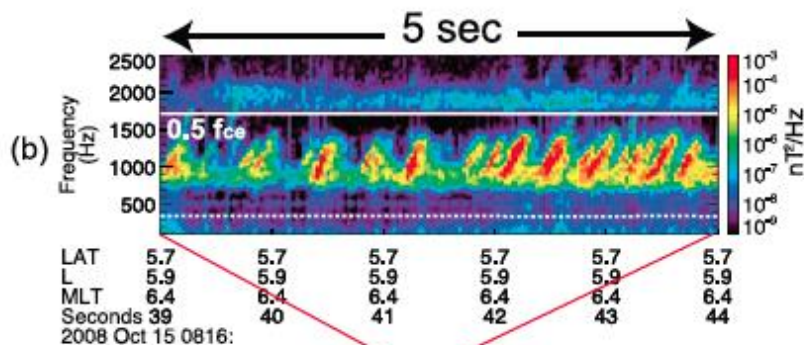 5 sec
(b)
Frequency
(Hz)
2500
2000
1500
1000
500
0.5 fce
10⁻³
10⁻⁴
10⁻⁵
10⁻⁶
10⁻⁷
10⁻⁸
10⁻⁹
nT²/Hz
LAT 5.7 5.7 5.7 5.7 5.7 5.7
L 5.9 5.9 5.9 5.9 5.9 5.9
MLT 6.4 6.4 6.4 6.4 6.4 6.4
Seconds 39 40 41 42 43 44
2008 Oct 15 0816: